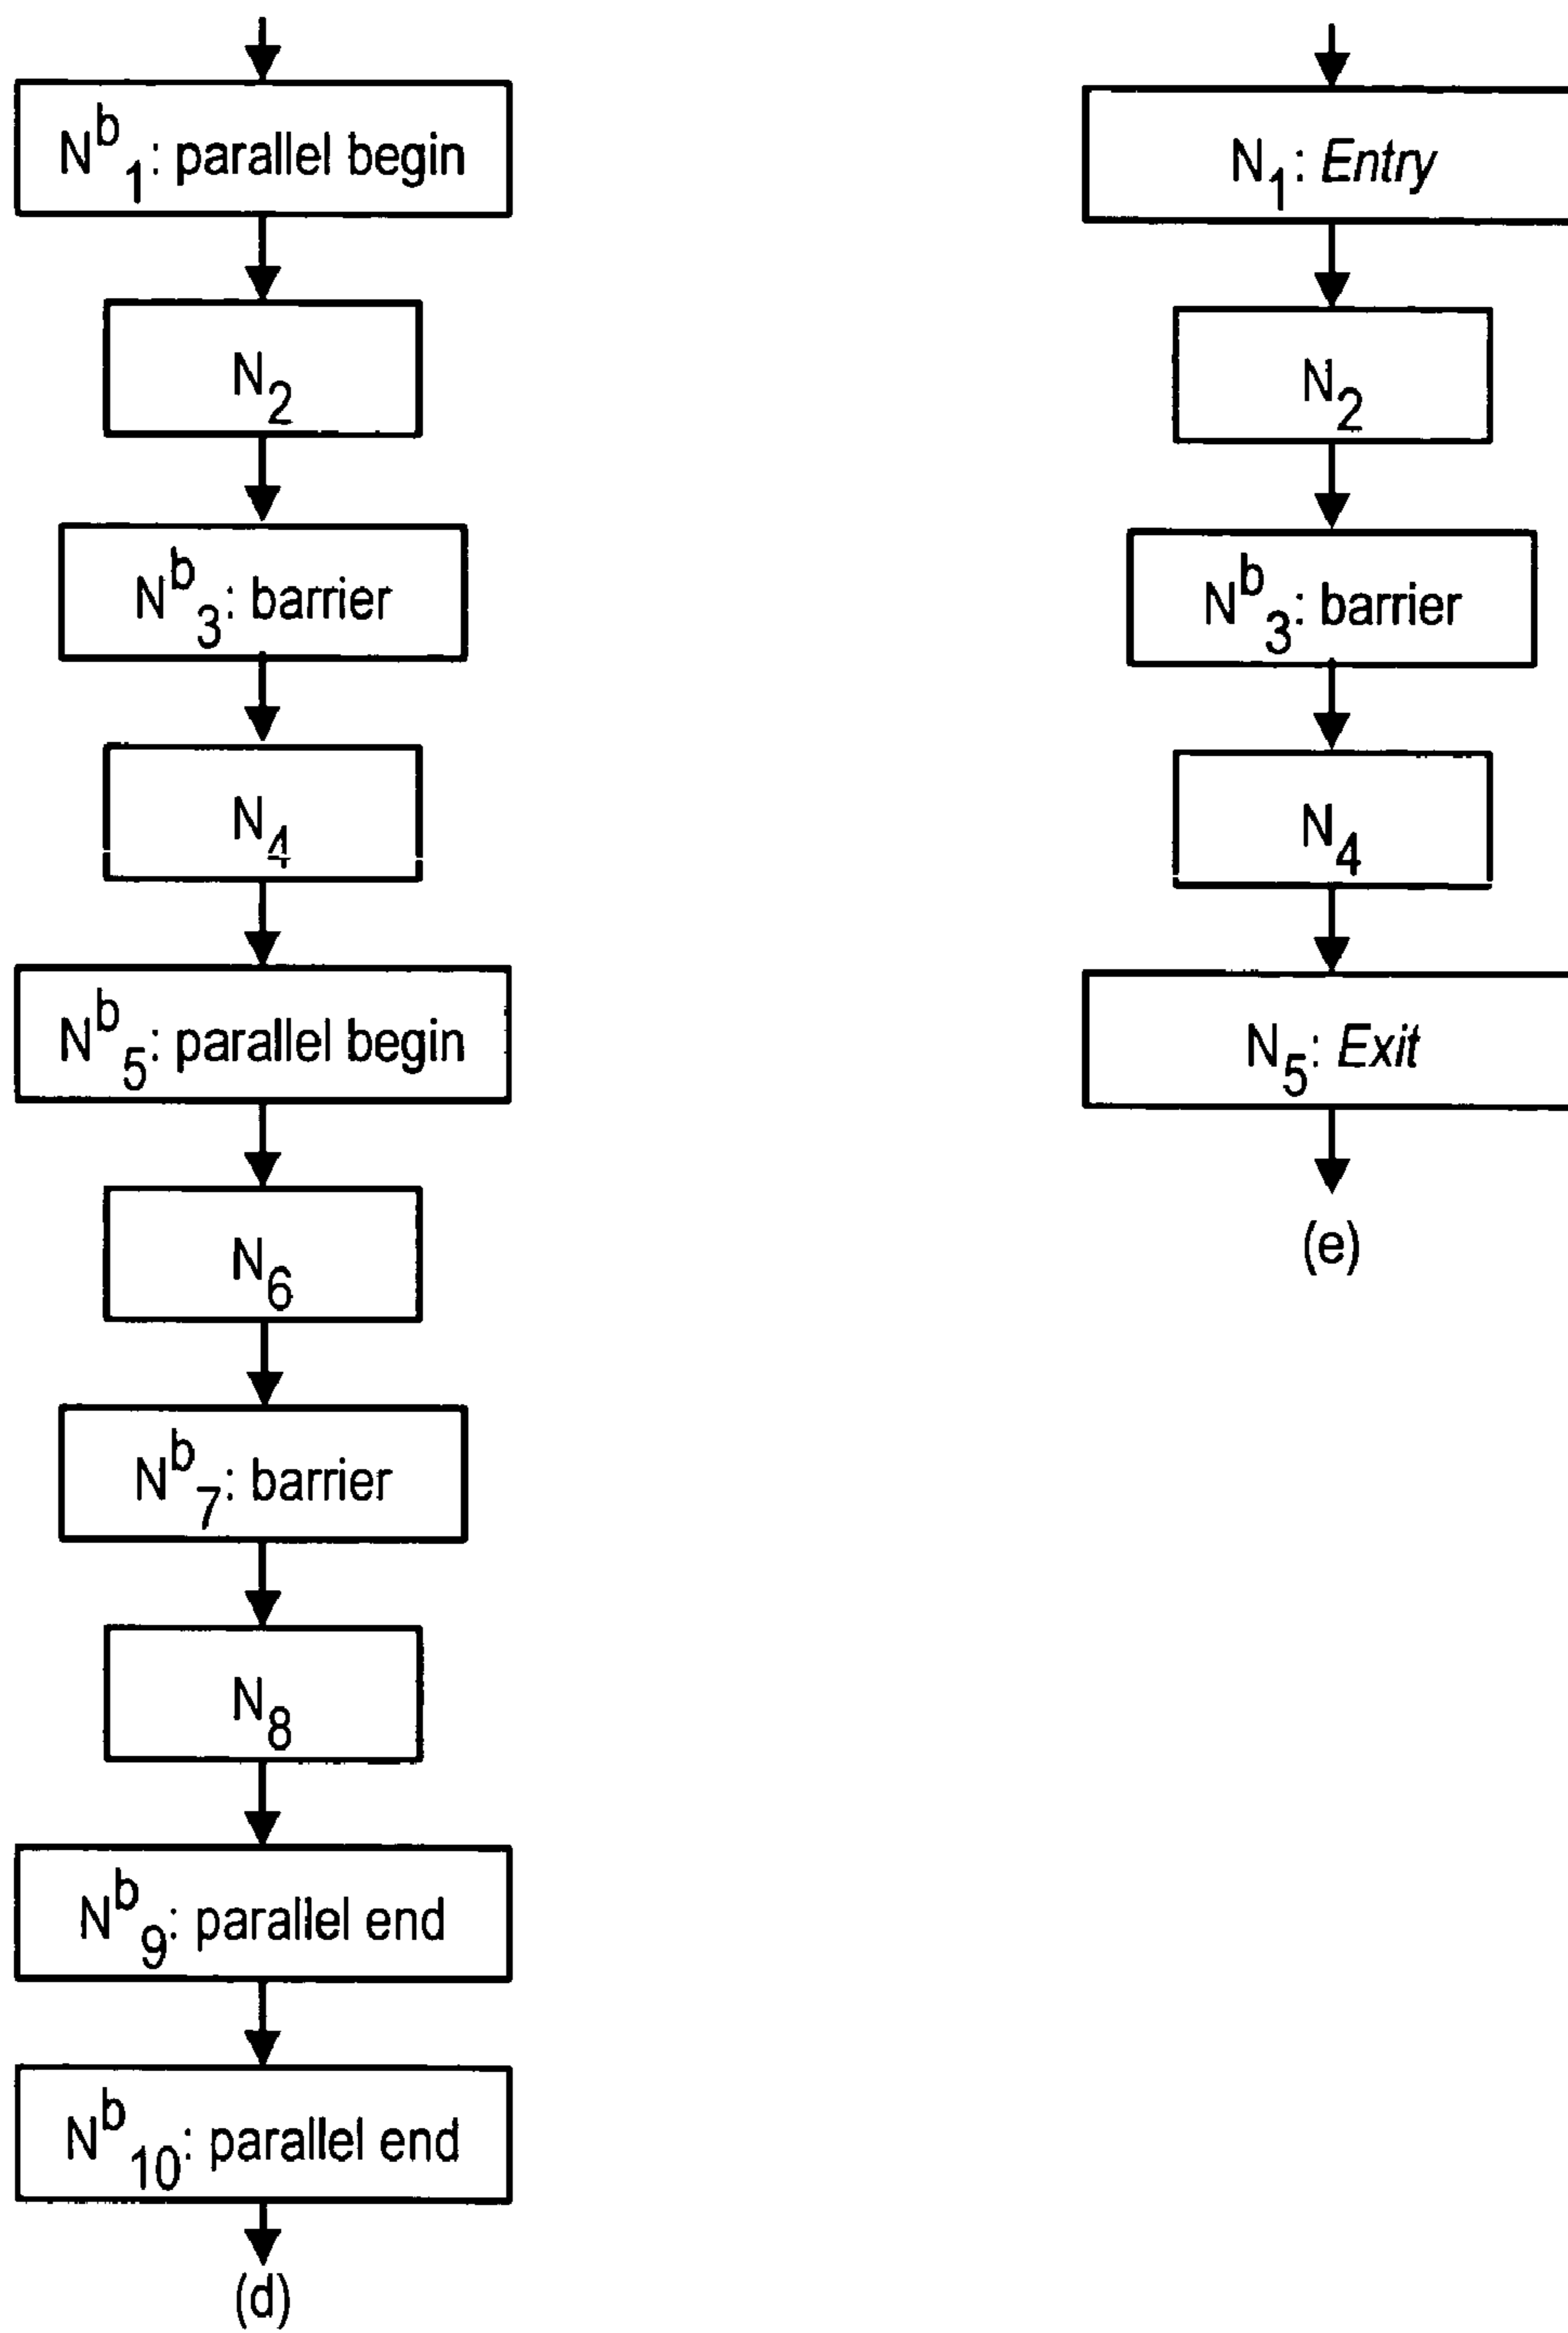 N^b_1: parallel begin
N_2
N^b_3: barrier
N_4
N^b_5: parallel begin
N_6
N^b_7: barrier
N_8
N^b_9: parallel end
N^b_10: parallel end
(d)
N_1: Entry
N_2
N^b_3: barrier
N_4
N_5: Exit
(e)